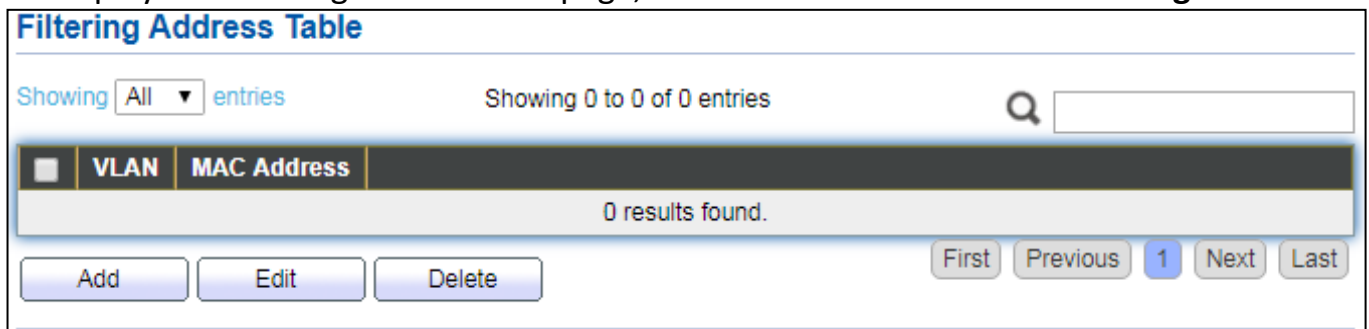 Filtering Address Table
Showing All entries Showing 0 to 0 of 0 entries
VLAN MAC Address
0 results found.
Add Edit Delete First Previous 1 Next Last